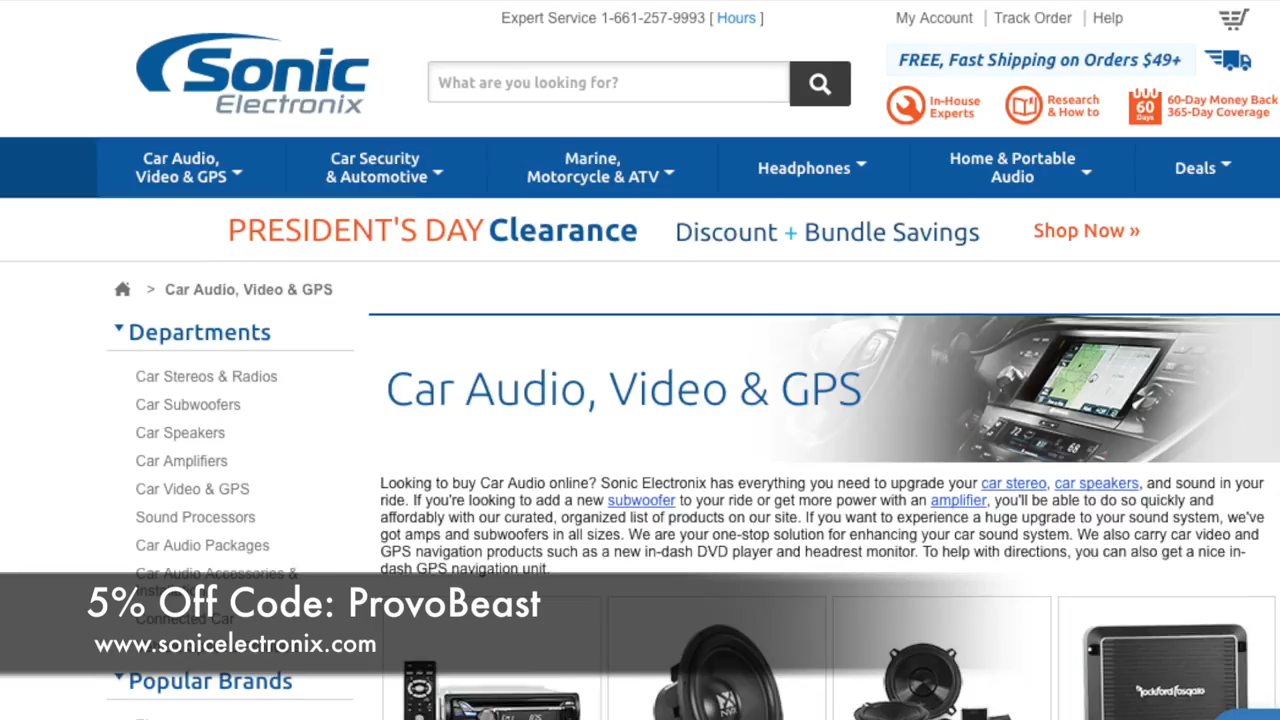 Expert Service 1-661-257-9993 [ Hours ]
My Account | Track Order | Help
Sonic
Electronix
What are you looking for?
FREE, Fast Shipping on Orders $49+
In-House
Experts
Research
& How to
60
Days
60-Day Money Back
365-Day Coverage
Car Audio,
Video & GPS
Car Security
& Automotive
Marine,
Motorcycle & ATV
Headphones
Home & Portable
Audio
Deals
PRESIDENT'S DAY Clearance Discount + Bundle Savings Shop Now »
> Car Audio, Video & GPS
Departments
Car Stereos & Radios
Car Subwoofers
Car Speakers
Car Amplifiers
Car Video & GPS
Sound Processors
Car Audio Packages
Car Audio Accessories &
Connected Car
Popular Brands
Car Audio, Video & GPS
Looking to buy Car Audio online? Sonic Electronix has everything you need to upgrade your car stereo, car speakers, and sound in your
ride. If you're looking to add a new subwoofer to your ride or get more power with an amplifier, you'll be able to do so quickly and
affordably with our curated, organized list of products on our site. If you want to experience a huge upgrade to your sound system, we've
got amps and subwoofers in all sizes. We are your one-stop solution for enhancing your car sound system. We also carry car video and
GPS navigation products such as a new in-dash DVD player and headrest monitor. To help with directions, you can also get a nice in-
dash GPS navigation unit.
5% Off Code: ProvoBeast
www.sonicelectronix.com
Rockford Fosgate